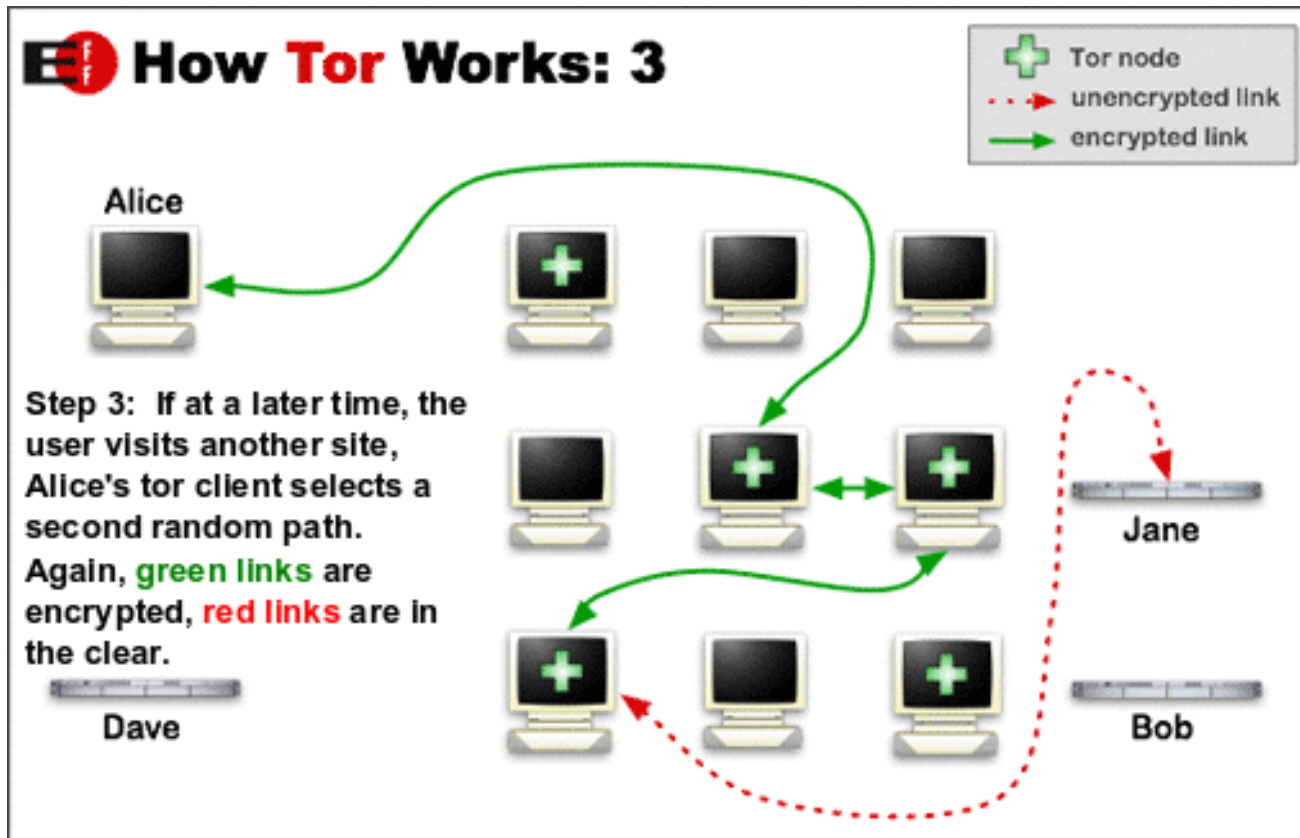 EFF How Tor Works: 3
Tor node
unencrypted link
encrypted link
Alice
Step 3: If at a later time, the
user visits another site,
Alice's tor client selects a
second random path.
Again, green links are
encrypted, red links are in
the clear.
Jane
Dave
Bob